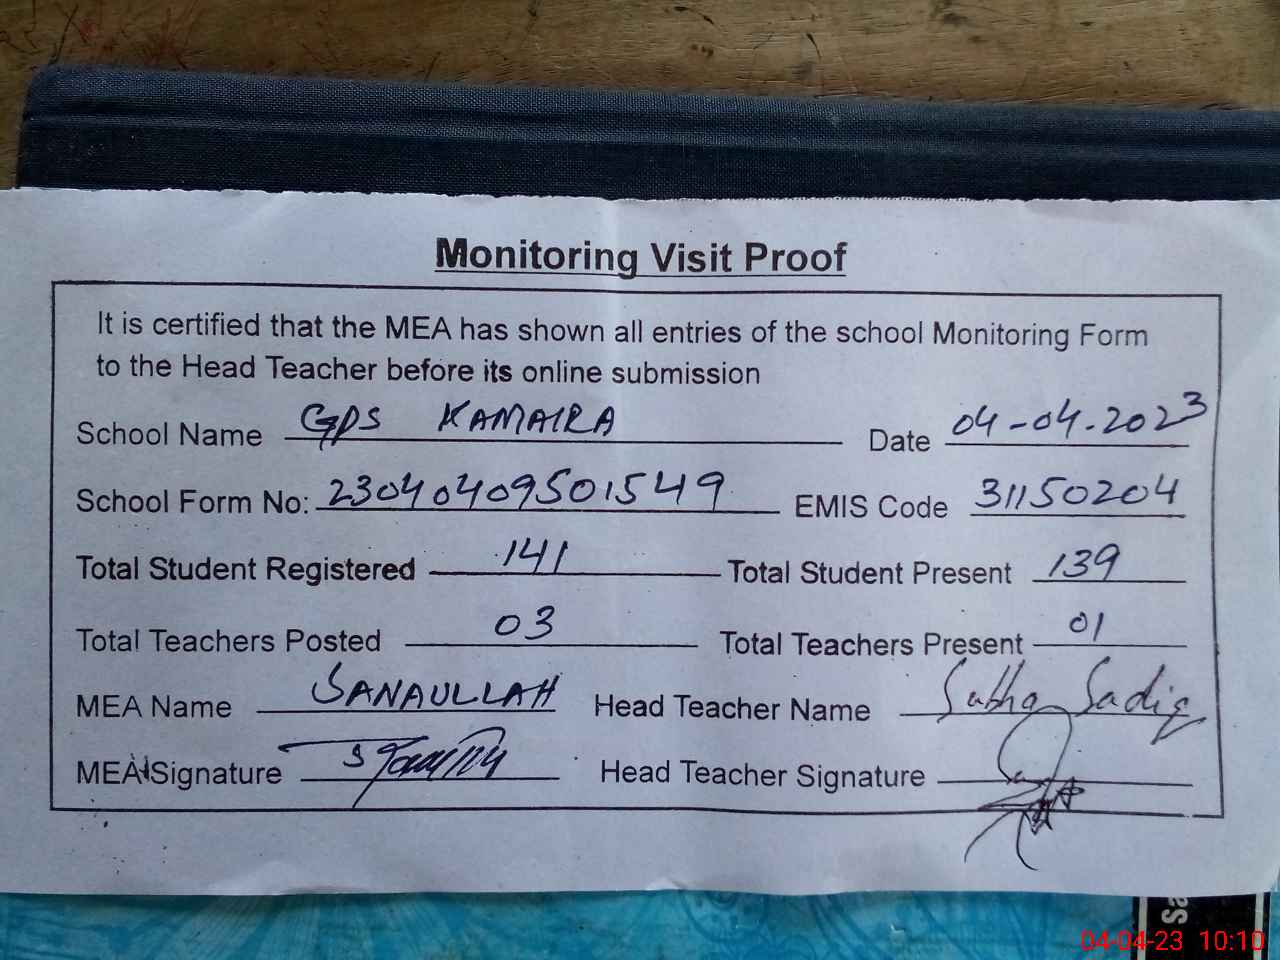 Monitoring Visit Proof
It is certified that the MEA has shown all entries of the school Monitoring Form
to the Head Teacher before its online submission
School Name GPS KAMAIRA Date 04-04-2023
School Form No: 23040409501549 EMIS Code 31150204
Total Student Registered 141 Total Student Present 139
Total Teachers Posted 03 Total Teachers Present 01
MEA Name SANAULLAH Head Teacher Name Sabha Sadiq
MEA Signature Head Teacher Signature
Sa
04-04-23 10:10